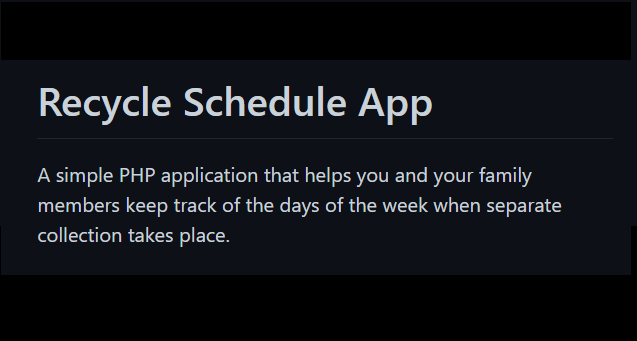 Recycle Schedule App
A simple PHP application that helps you and your family
members keep track of the days of the week when separate
collection takes place.